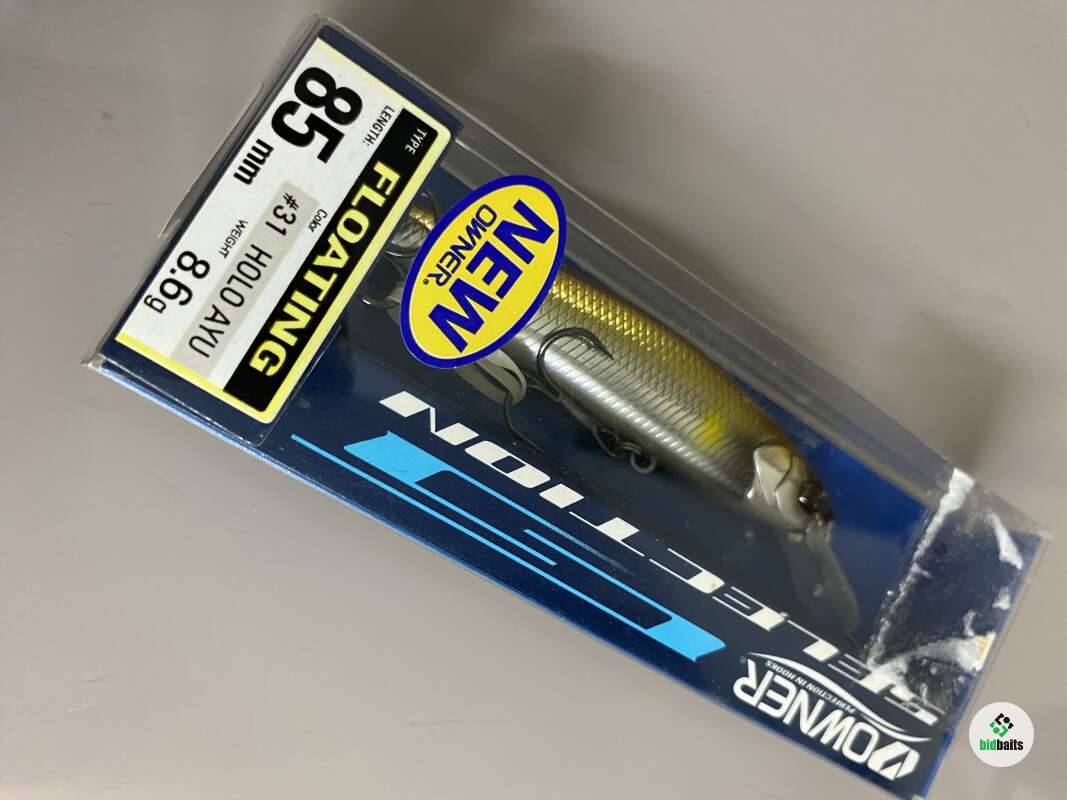 TYPE FLOATING
LENGTH:
85 mm
Color
#31 HOLO AYU
WEIGHT
8.6g
NEW
OWNER®
SELECTION
OWNER®
PERFECTION IN HOOKS
bidbaits